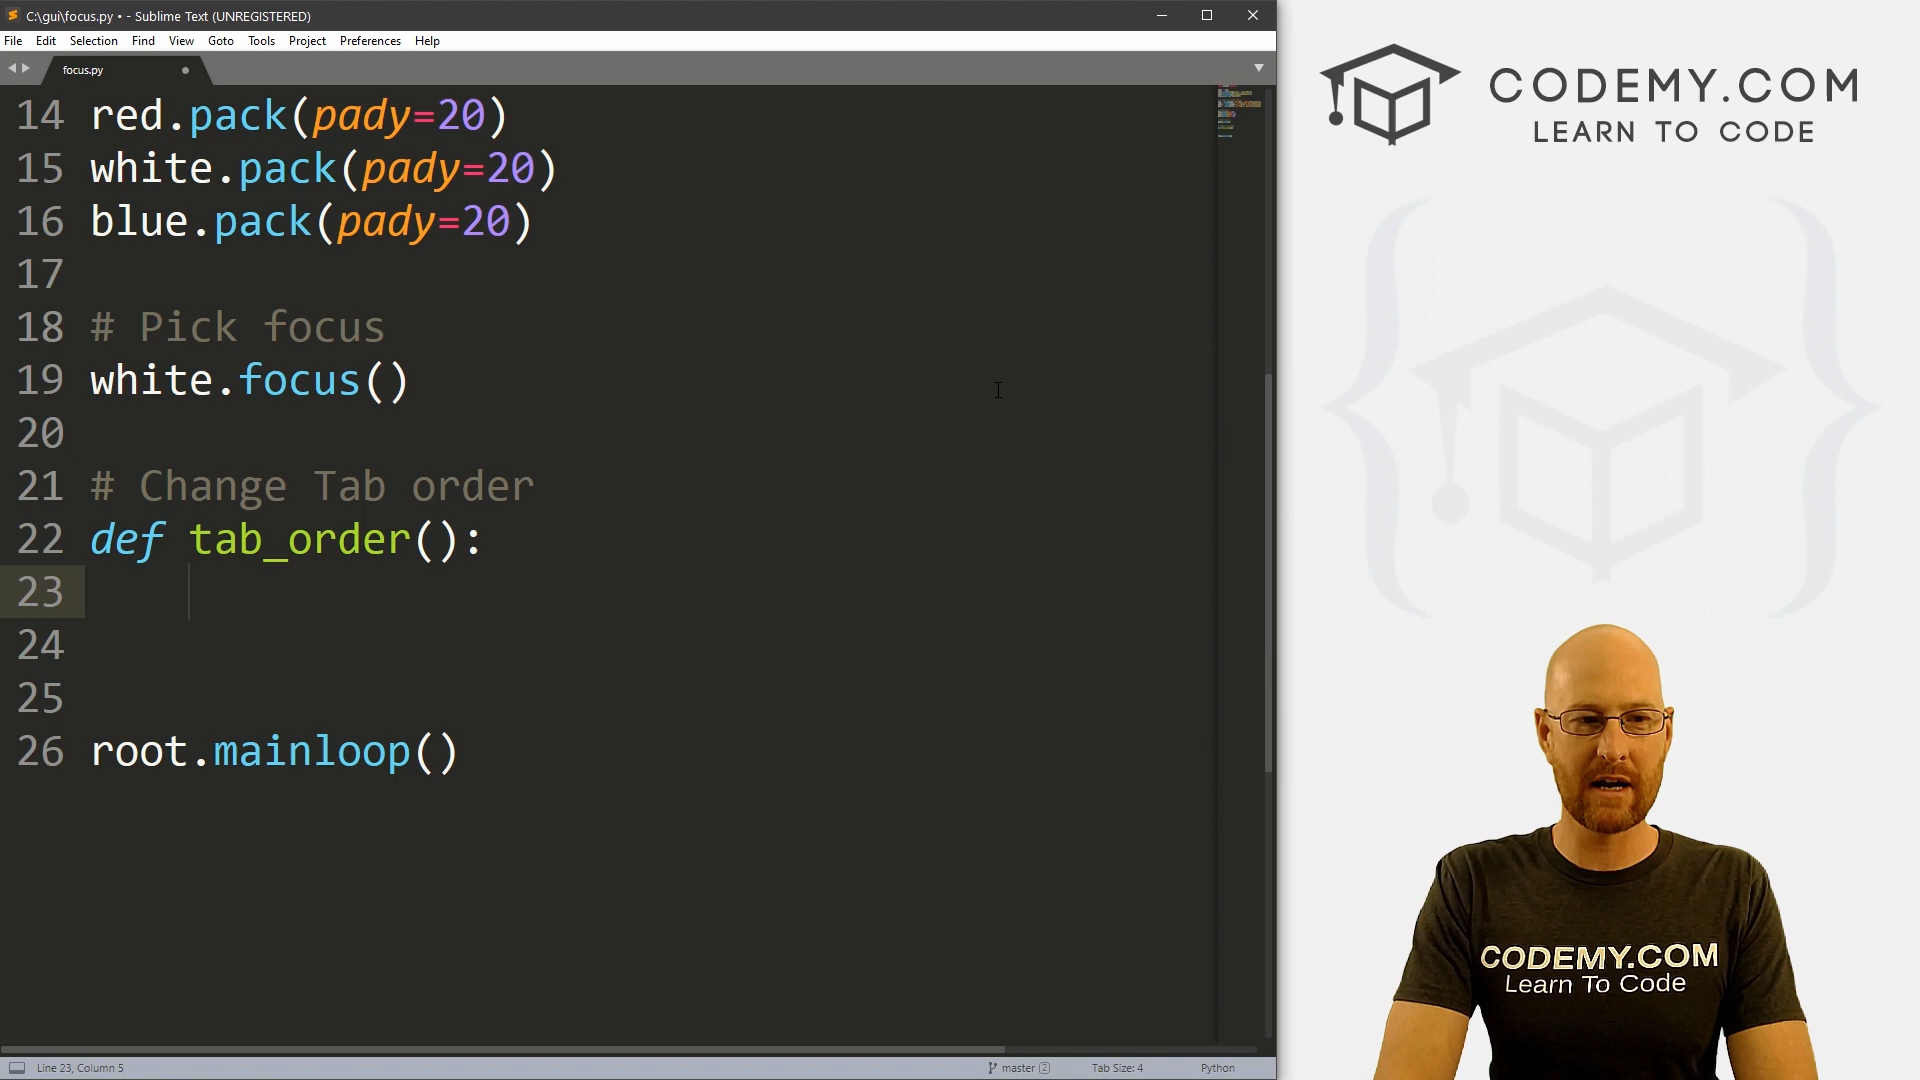 C:\gui\focus.py • - Sublime Text (UNREGISTERED)
File Edit Selection Find View Goto Tools Project Preferences Help
focus.py
14 red.pack(pady=20)
15 white.pack(pady=20)
16 blue.pack(pady=20)
17
18 # Pick focus
19 white.focus()
20
21 # Change Tab order
22 def tab_order():
23
24
25
26 root.mainloop()
Line 23, Column 5
master 2
Tab Size: 4
Python
CODEMY.COM
LEARN TO CODE
CODEMY.COM
Learn To Code